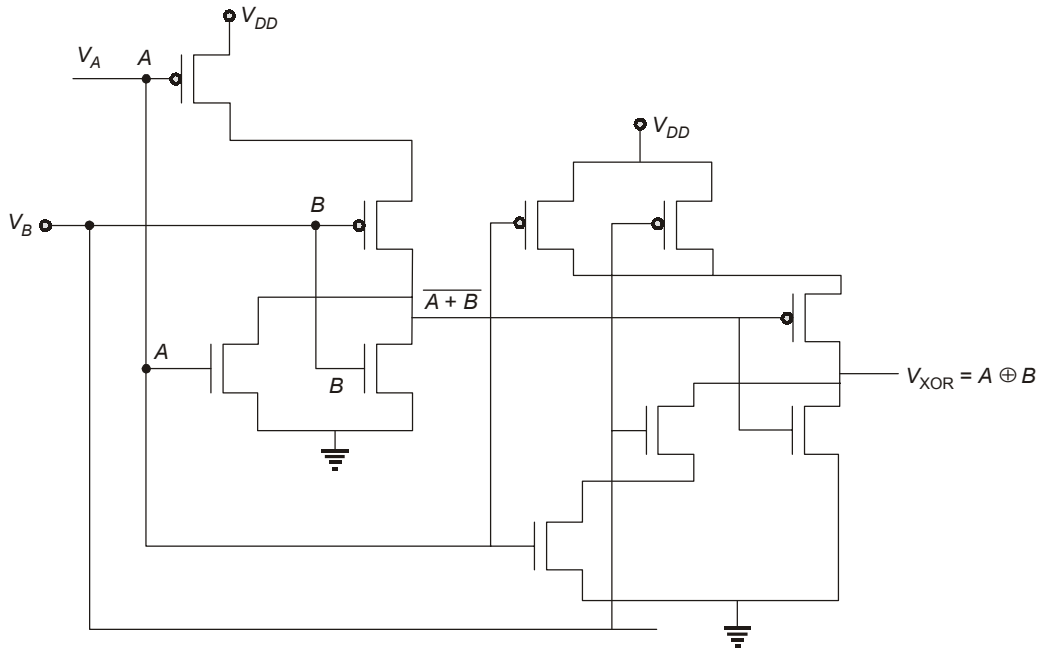 V_DD
V_A A
V_DD
B
V_B
A + B
A
B
V_XOR = A ⊕ B